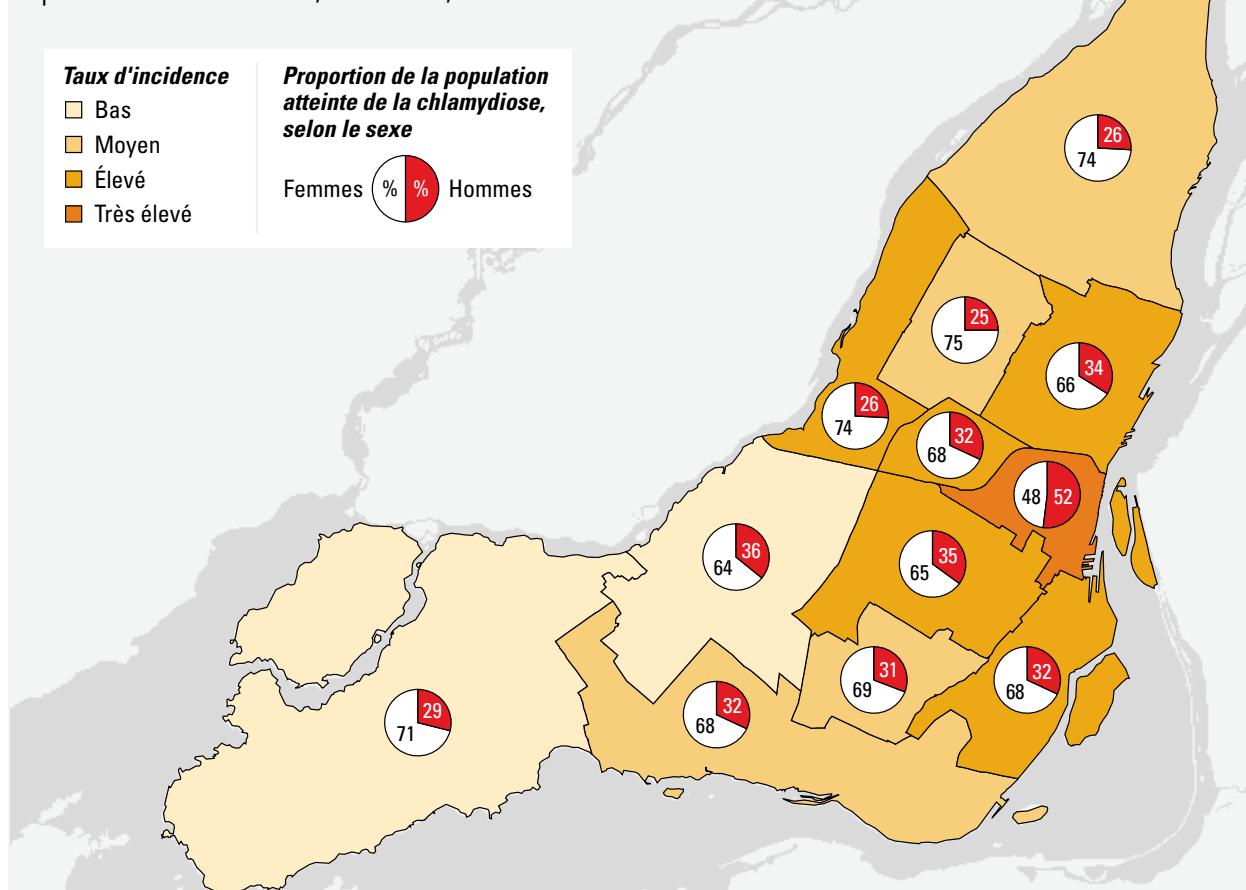 Taux d'incidence
Bas
Moyen
Élevé
Très élevé
Proportion de la population
atteinte de la chlamydiose,
selon le sexe
Femmes % % Hommes
26
74
25
75
34
66
26
74
32
68
48 52
36
64
35
65
31
69
32
68
32
68
29
71